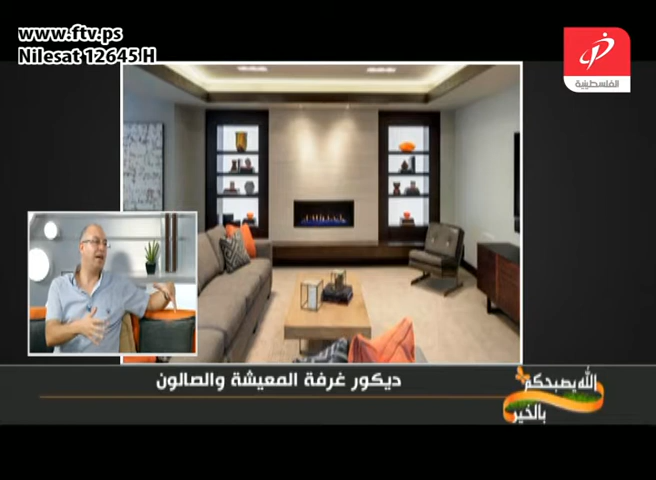 www.ftv.ps
Nilesat 12645 H
الفلسطينية
ديكور غرفة المعيشة والصالون
الله يصبحكم
بالخير